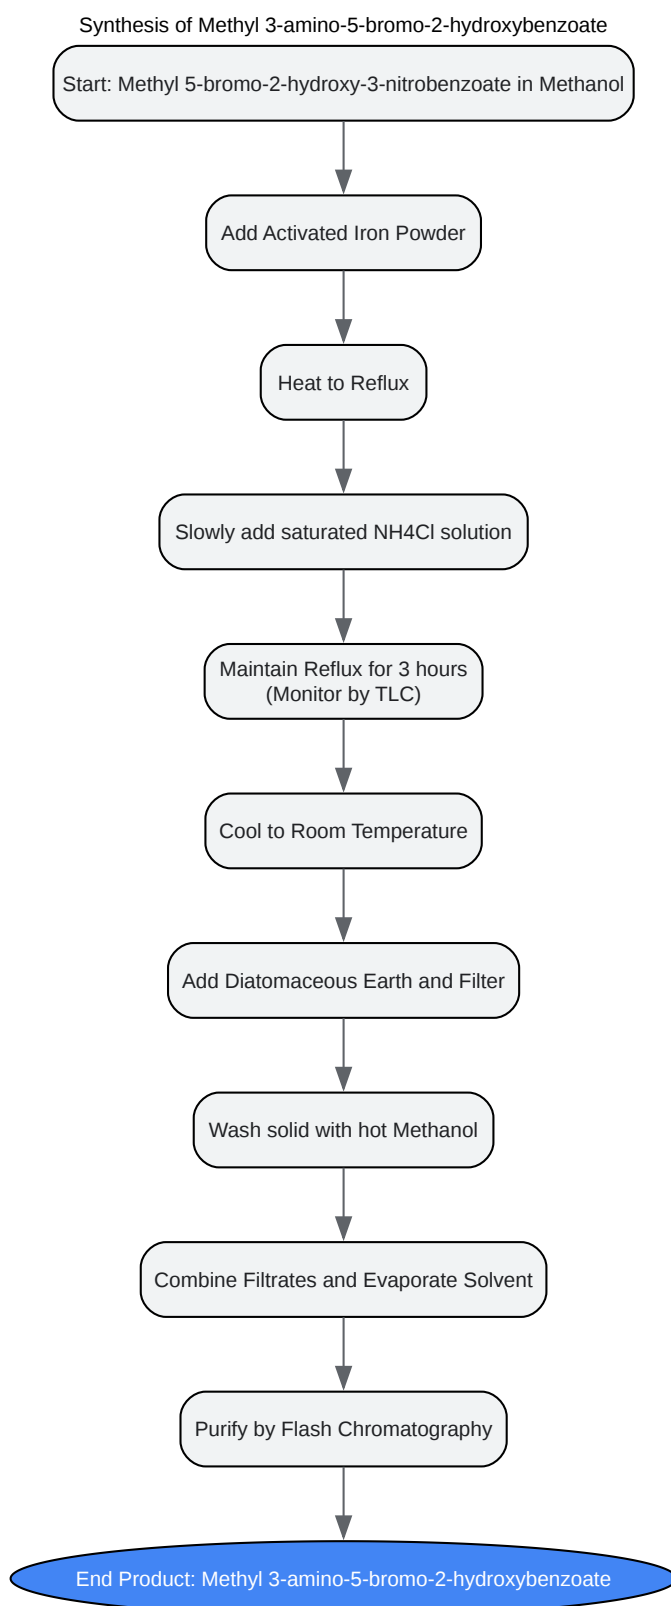 Synthesis of Methyl 3-amino-5-bromo-2-hydroxybenzoate
Start: Methyl 5-bromo-2-hydroxy-3-nitrobenzoate in Methanol
Add Activated Iron Powder
Heat to Reflux
Slowly add saturated NH4Cl solution
Maintain Reflux for 3 hours
(Monitor by TLC)
Cool to Room Temperature
Add Diatomaceous Earth and Filter
Wash solid with hot Methanol
Combine Filtrates and Evaporate Solvent
Purify by Flash Chromatography
End Product: Methyl 3-amino-5-bromo-2-hydroxybenzoate